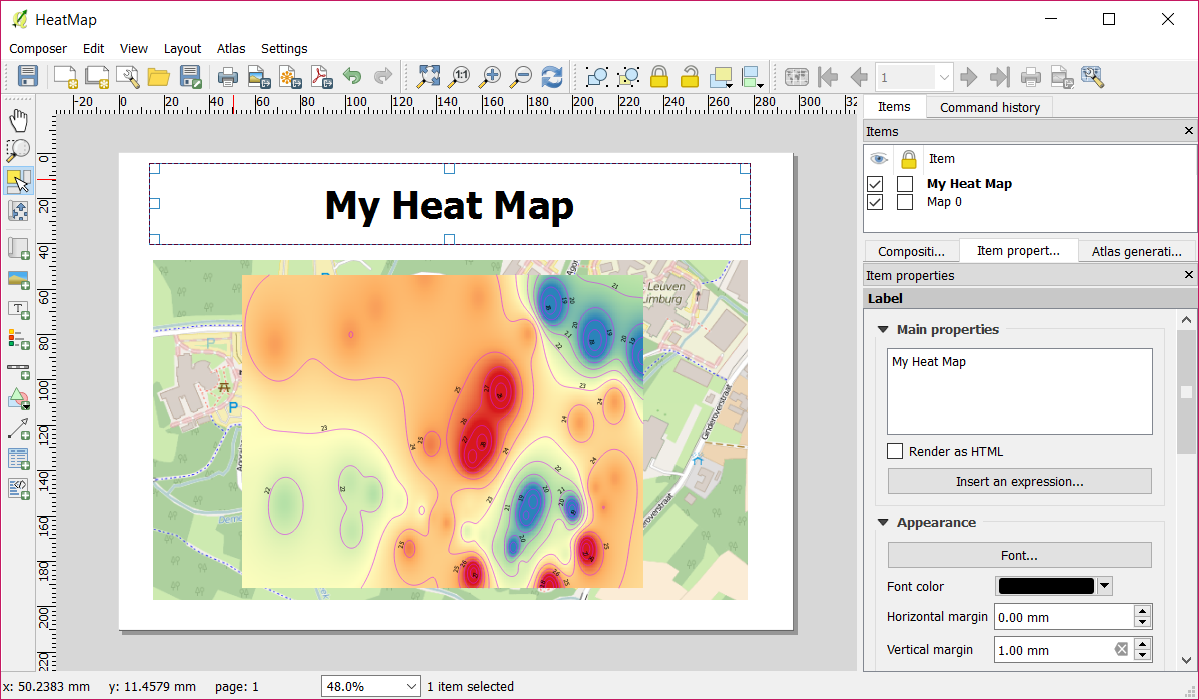 HeatMap
Composer Edit View Layout Atlas Settings
1:1
1
-20 0 20 40 60 80 100 120 140 160 180 200 220 240 260 280 300
0 20 40 60 80 100 120 140 160 180 200 220
My Heat Map
Leuven
Limburg
P
P
Ginderoverstraat
Items Command history
Items
Item
My Heat Map
Map 0
Compositi... Item propert... Atlas generati...
Item properties
Label
Main properties
My Heat Map
Render as HTML
Insert an expression...
Appearance
Font...
Font color
Horizontal margin 0.00 mm
Vertical margin 1.00 mm
x: 50.2383 mm y: 11.4579 mm page: 1 48.0% 1 item selected